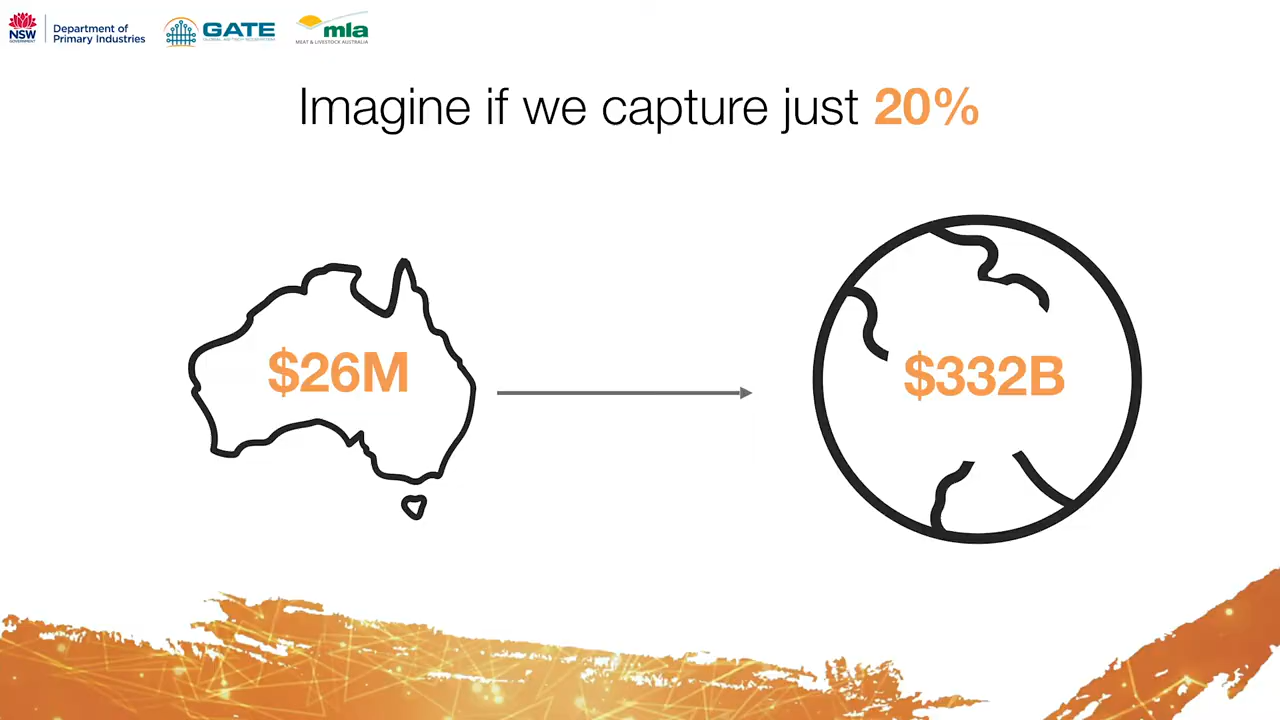 NSW
GOVERNMENT
Department of
Primary Industries
GATE
mla
MEAT & LIVESTOCK AUSTRALIA
Imagine if we capture just 20%
$26M
$332B